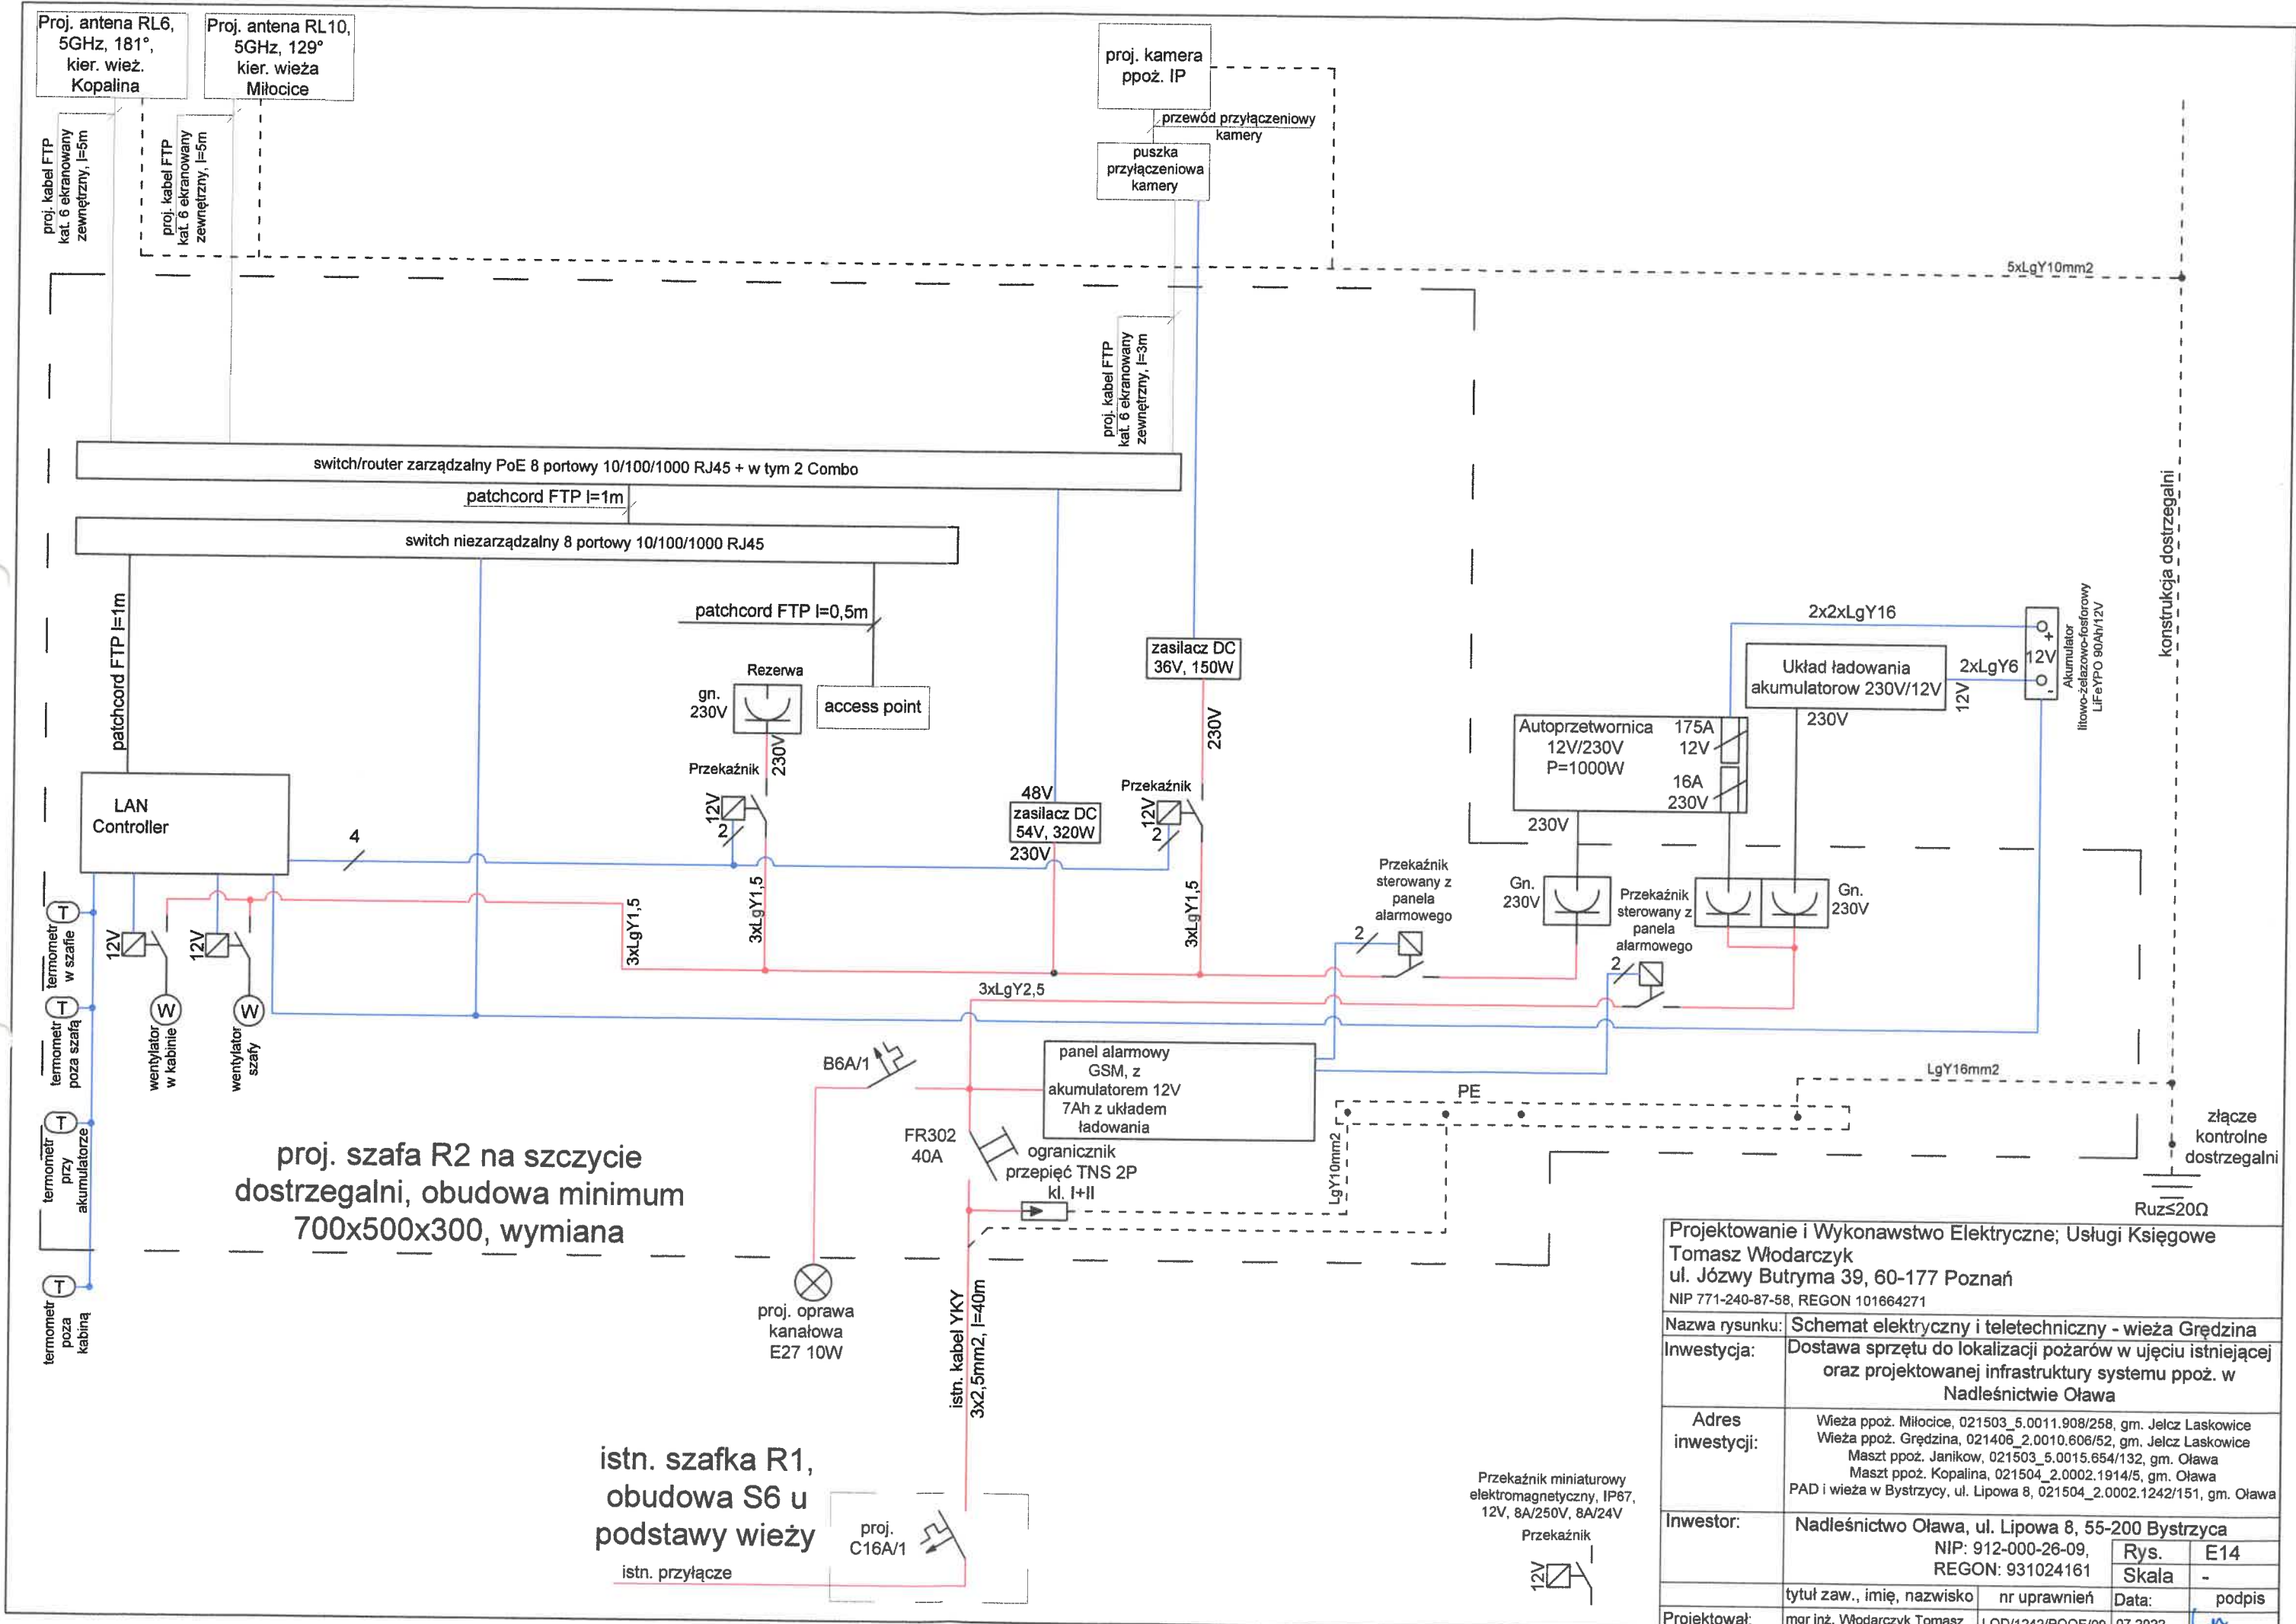 Proj. antena RL6,
5GHz, 181°,
kier. wież.
Kopalina
Proj. antena RL10,
5GHz, 129°
kier. wieża
Miłocice
proj. kamera
ppoż. IP
przewód przyłączeniowy
kamery
puszka
przyłączeniowa
kamery
proj. kabel FTP
kat. 6 ekranowany
zewnętrzny, l=5m
proj. kabel FTP
kat. 6 ekranowany
zewnętrzny, l=5m
5xLgY10mm2
proj. kabel FTP
kat. 6 ekranowany
zewnętrzny, l=3m
switch/router zarządzalny PoE 8 portowy 10/100/1000 RJ45 + w tym 2 Combo
patchcord FTP l=1m
switch niezarządzalny 8 portowy 10/100/1000 RJ45
konstrukcja dostrzegalni
patchcord FTP l=1m
patchcord FTP l=0,5m
Rezerwa
gn.
230V
access point
230V
zasilacz DC
36V, 150W
230V
2x2xLgY16
Układ ładowania
akumulatorow 230V/12V
2xLgY6
12V
230V
+
12V
-
Akumulator
litowo-żelazowo-fosforowy
LiFeYPO 90Ah/12V
Autoprzetwornica
12V/230V
P=1000W
175A
12V
16A
230V
230V
LAN
Controller
4
Przekaźnik
12V
2
48V
zasilacz DC
54V, 320W
230V
Przekaźnik
12V
2
3xLgY1,5
3xLgY1,5
3xLgY1,5
Przekaźnik
sterowany z
panela
alarmowego
2
Gn.
230V
Przekaźnik
sterowany z
panela
alarmowego
2
Gn.
230V
T
termometr
w szafie
12V
12V
T
termometr
poza szafą
W
wentylator
w kabinie
W
wentylator
szafy
T
termometr
przy
akumulatorze
T
termometr
poza
kabiną
3xLgY2,5
B6A/1
panel alarmowy
GSM, z
akumulatorem 12V
7Ah z układem
ładowania
FR302
40A
ogranicznik
przepięć TNS 2P
kl. I+II
LgY10mm2
PE
LgY16mm2
złącze
kontrolne
dostrzegalni
Ruz≤20Ω
proj. szafa R2 na szczycie
dostrzegalni, obudowa minimum
700x500x300, wymiana
proj. oprawa
kanałowa
E27 10W
istn. kabel YKY
3x2,5mm2, l=40m
istn. szafka R1,
obudowa S6 u
podstawy wieży
proj.
C16A/1
istn. przyłącze
Przekaźnik miniaturowy
elektromagnetyczny, IP67,
12V, 8A/250V, 8A/24V
Przekaźnik
12V
Projektowanie i Wykonawstwo Elektryczne; Usługi Księgowe
Tomasz Włodarczyk
ul. Józwy Butryma 39, 60-177 Poznań
NIP 771-240-87-58, REGON 101664271
Nazwa rysunku: Schemat elektryczny i teletechniczny - wieża Grędzina
Inwestycja: Dostawa sprzętu do lokalizacji pożarów w ujęciu istniejącej
oraz projektowanej infrastruktury systemu ppoż. w
Nadleśnictwie Oława
Adres
inwestycji:
Wieża ppoż. Miłocice, 021503_5.0011.908/258, gm. Jelcz Laskowice
Wieża ppoż. Grędzina, 021406_2.0010.606/52, gm. Jelcz Laskowice
Maszt ppoż. Janikow, 021503_5.0015.654/132, gm. Oława
Maszt ppoż. Kopalina, 021504_2.0002.1914/5, gm. Oława
PAD i wieża w Bystrzycy, ul. Lipowa 8, 021504_2.0002.1242/151, gm. Oława
Inwestor: Nadleśnictwo Oława, ul. Lipowa 8, 55-200 Bystrzyca
NIP: 912-000-26-09,
REGON: 931024161
Rys. E14
Skala -
tytuł zaw., imię, nazwisko nr uprawnień Data: podpis
Projektował: mgr inż. Włodarczyk Tomasz